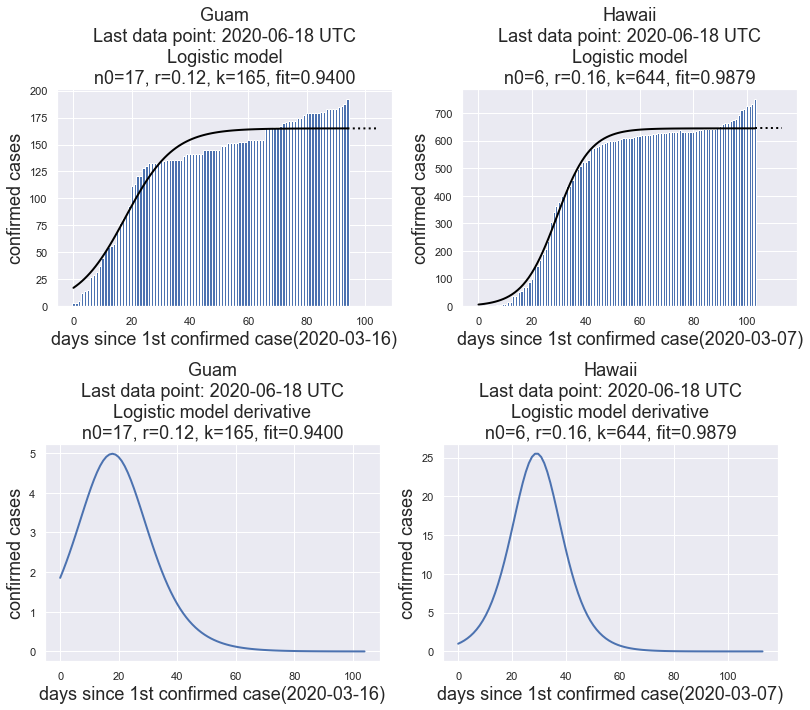 Guam
Last data point: 2020-06-18 UTC
Logistic model
n0=17, r=0.12, k=165, fit=0.9400
confirmed cases
200
175
150
125
100
75
50
25
0
0 20 40 60 80 100
days since 1st confirmed case(2020-03-16)
Hawaii
Last data point: 2020-06-18 UTC
Logistic model
n0=6, r=0.16, k=644, fit=0.9879
confirmed cases
700
600
500
400
300
200
100
0
0 20 40 60 80 100
days since 1st confirmed case(2020-03-07)
Guam
Last data point: 2020-06-18 UTC
Logistic model derivative
n0=17, r=0.12, k=165, fit=0.9400
confirmed cases
5
4
3
2
1
0
0 20 40 60 80 100
days since 1st confirmed case(2020-03-16)
Hawaii
Last data point: 2020-06-18 UTC
Logistic model derivative
n0=6, r=0.16, k=644, fit=0.9879
confirmed cases
25
20
15
10
5
0
0 20 40 60 80 100
days since 1st confirmed case(2020-03-07)